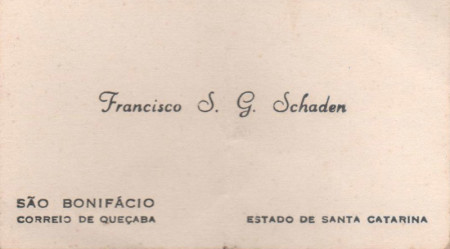 Francisco S. G. Schaden
SÃO BONIFÁCIO
CORREIO DE QUEÇABA
ESTADO DE SANTA CATARINA